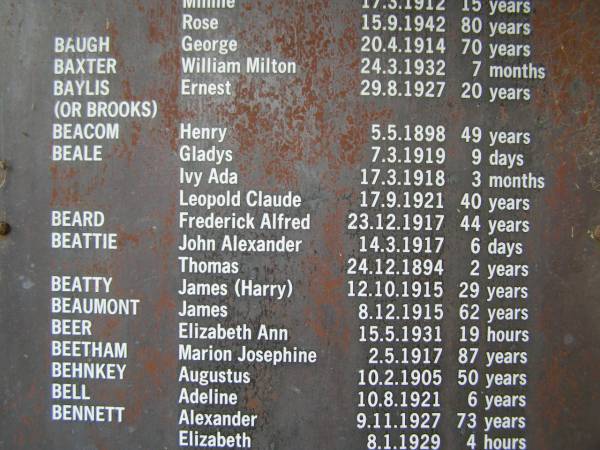 Minnie 17.3.1912 15 years
Rose 15.9.1942 80 years
BAUGH George 20.4.1914 70 years
BAXTER William Milton 24.3.1932 7 months
BAYLIS Ernest 29.8.1927 20 years
(OR BROOKS)
BEACOM Henry 5.5.1898 49 years
BEALE Gladys 7.3.1919 9 days
Ivy Ada 17.3.1918 3 months
Leopold Claude 17.9.1921 40 years
BEARD Frederick Alfred 23.12.1917 44 years
BEATTIE John Alexander 14.3.1917 6 days
Thomas 24.12.1894 2 years
BEATTY James (Harry) 12.10.1915 29 years
BEAUMONT James 8.12.1915 62 years
BEER Elizabeth Ann 15.5.1931 19 hours
BEETHAM Marion Josephine 2.5.1917 87 years
BEHNKEY Augustus 10.2.1905 50 years
BELL Adeline 10.8.1921 6 years
BENNETT Alexander 9.11.1927 73 years
Elizabeth 8.1.1929 4 hours